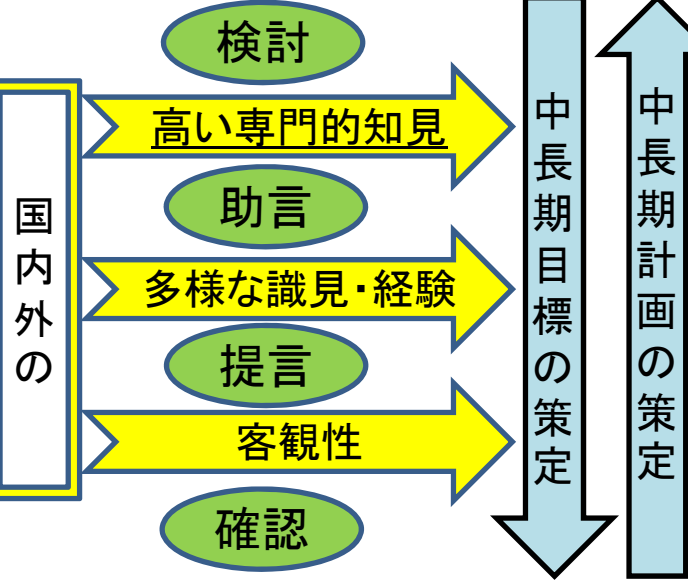 国内外の
検討
高い専門的知見
助言
多様な識見・経験
提言
客観性
確認
中長期目標の策定
中長期計画の策定